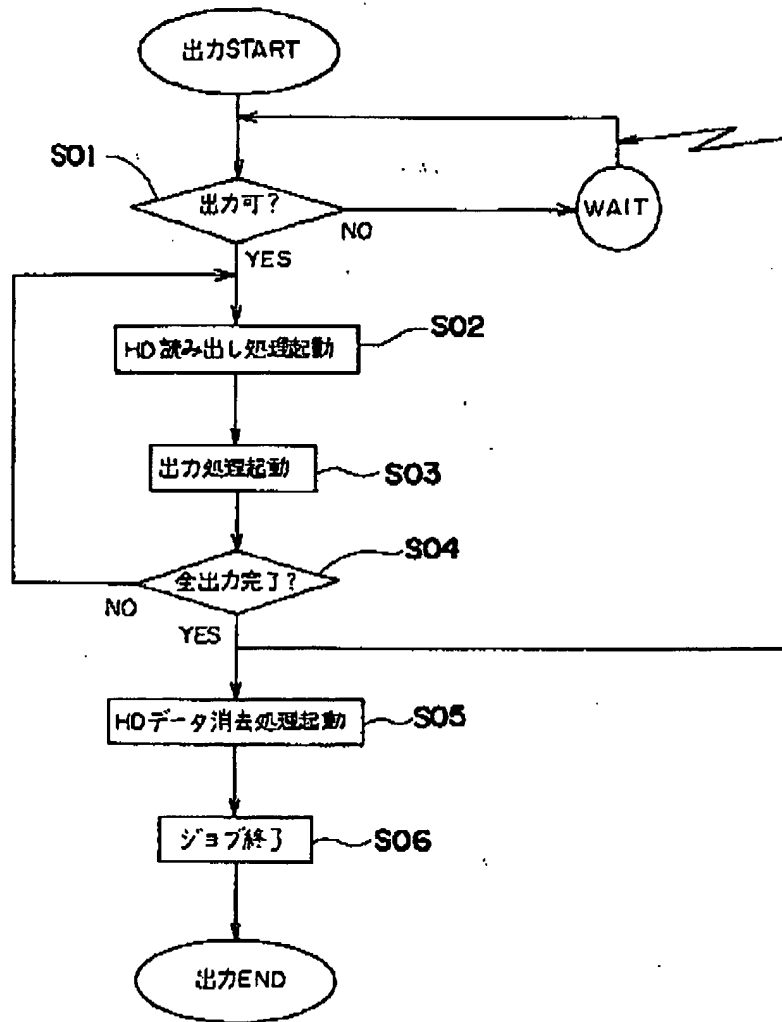 出力START
S01
出力可?
NO
WAIT
YES
HD読み出し処理起動
S02
出力処理起動
S03
全出力完了?
S04
NO
YES
HDデータ消去処理起動
S05
ジョブ終了
S06
出力END